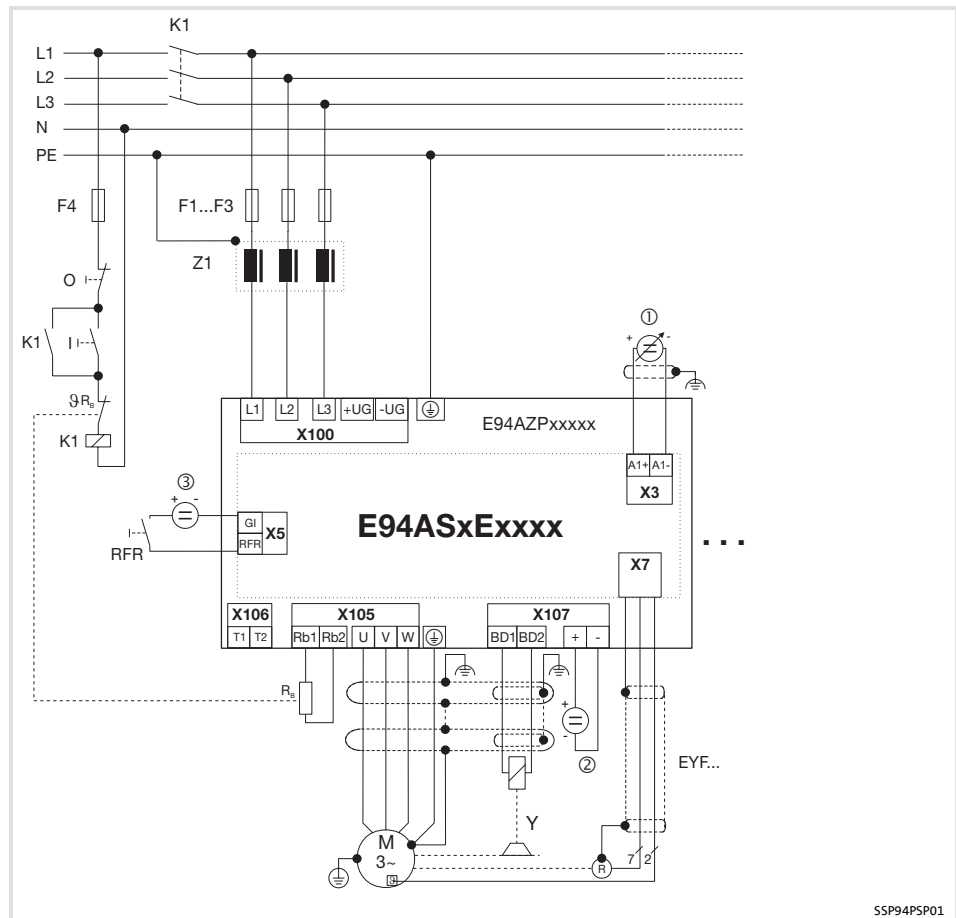 K1
L1
L2
L3
N
PE
F4
F1...F3
Z1
O
K1
I
ϑ R_B
K1
①
+ -
L1 L2 L3 +UG -UG
X100
E94AZPxxxxx
A1+ A1-
X3
③
+ -
RFR
GI
RFR
X5
E94ASxExxxx
...
X7
X106
T1 T2
X105
Rb1 Rb2 U V W
X107
BD1 BD2 + -
R_B
+
-
②
EYF...
Y
M
3~
ϑ
R
7 2
SSP94PSP01